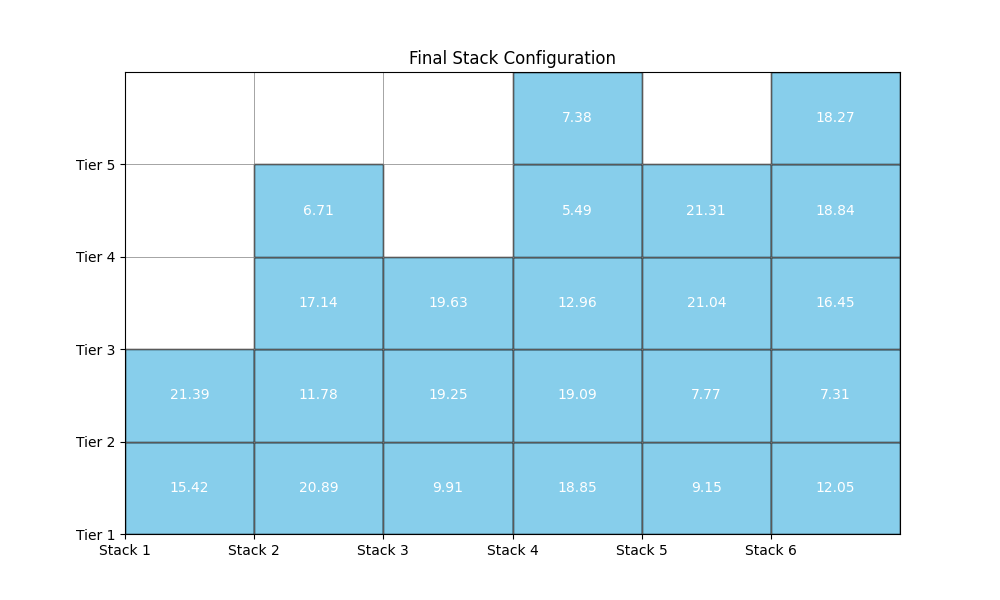 Final Stack Configuration
7.38 18.27
Tier 5
6.71 5.49 21.31 18.84
Tier 4
17.14 19.63 12.96 21.04 16.45
Tier 3
21.39 11.78 19.25 19.09 7.77 7.31
Tier 2
15.42 20.89 9.91 18.85 9.15 12.05
Tier 1
Stack 1 Stack 2 Stack 3 Stack 4 Stack 5 Stack 6